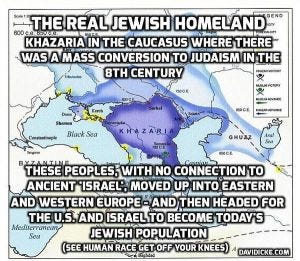 THE REAL JEWISH HOMELAND
KHAZARIA IN THE CAUCASUS WHERE THERE
WAS A MASS CONVERSION TO JUDAISM IN THE
8TH CENTURY
Constantinople
Black Sea
KHAZARIA
Sarkel
Kerch
GHUZZ
Aral
Sea
BYZANTINE
THESE PEOPLES, WITH NO CONNECTION TO
ANCIENT 'ISRAEL', MOVED UP INTO EASTERN
AND WESTERN EUROPE - AND THEN HEADED FOR
THE U.S. AND ISRAEL TO BECOME TODAY'S
JEWISH POPULATION
(SEE HUMAN RACE GET OFF YOUR KNEES)
Mediterranean
Sea
Baghdad
DAVIDICKE.COM